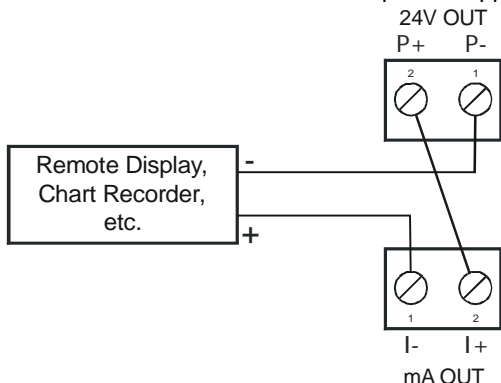 24V OUT
P+ P-
2 1
Remote Display, -
Chart Recorder,
etc. +
1 2
I- I+
mA OUT